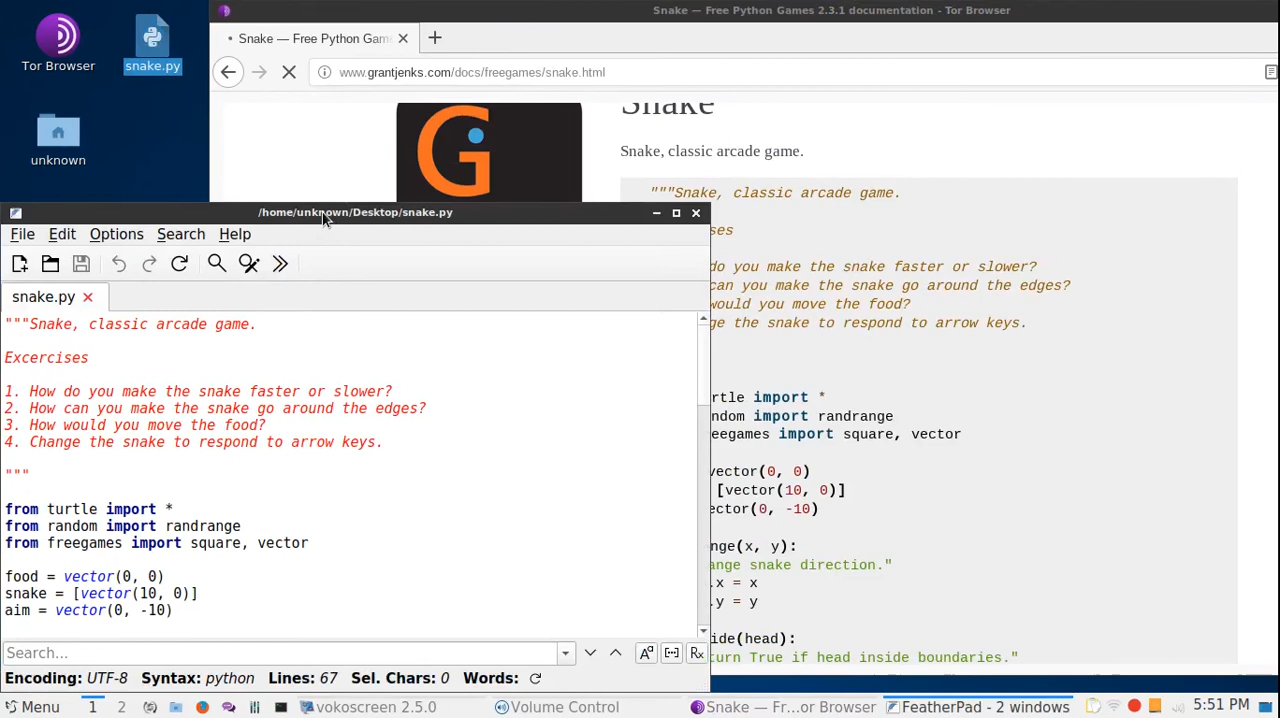 Snake — Free Python Games 2.3.1 documentation - Tor Browser
Tor Browser
snake.py
unknown
Snake — Free Python Game
www.grantjenks.com/docs/freegames/snake.html
Snake
Snake, classic arcade game.
"""Snake, classic arcade game.
/home/unknown/Desktop/snake.py
File Edit Options Search Help
snake.py
"""Snake, classic arcade game.
Excercises
1. How do you make the snake faster or slower?
2. How can you make the snake go around the edges?
3. How would you move the food?
4. Change the snake to respond to arrow keys.
"""
from turtle import *
from random import randrange
from freegames import square, vector
food = vector(0, 0)
snake = [vector(10, 0)]
aim = vector(0, -10)
Search...
Encoding: UTF-8 Syntax: python Lines: 67 Sel. Chars: 0 Words:
ses
do you make the snake faster or slower?
can you make the snake go around the edges?
would you move the food?
ge the snake to respond to arrow keys.
rtle import *
ndom import randrange
reegames import square, vector
vector(0, 0)
[vector(10, 0)]
ector(0, -10)
nge(x, y):
ange snake direction."
.x = x
.y = y
ide(head):
turn True if head inside boundaries."
Menu 1 2 vokoscreen 2.5.0 Volume Control Snake — Fr...or Browser FeatherPad - 2 windows 5:51 PM